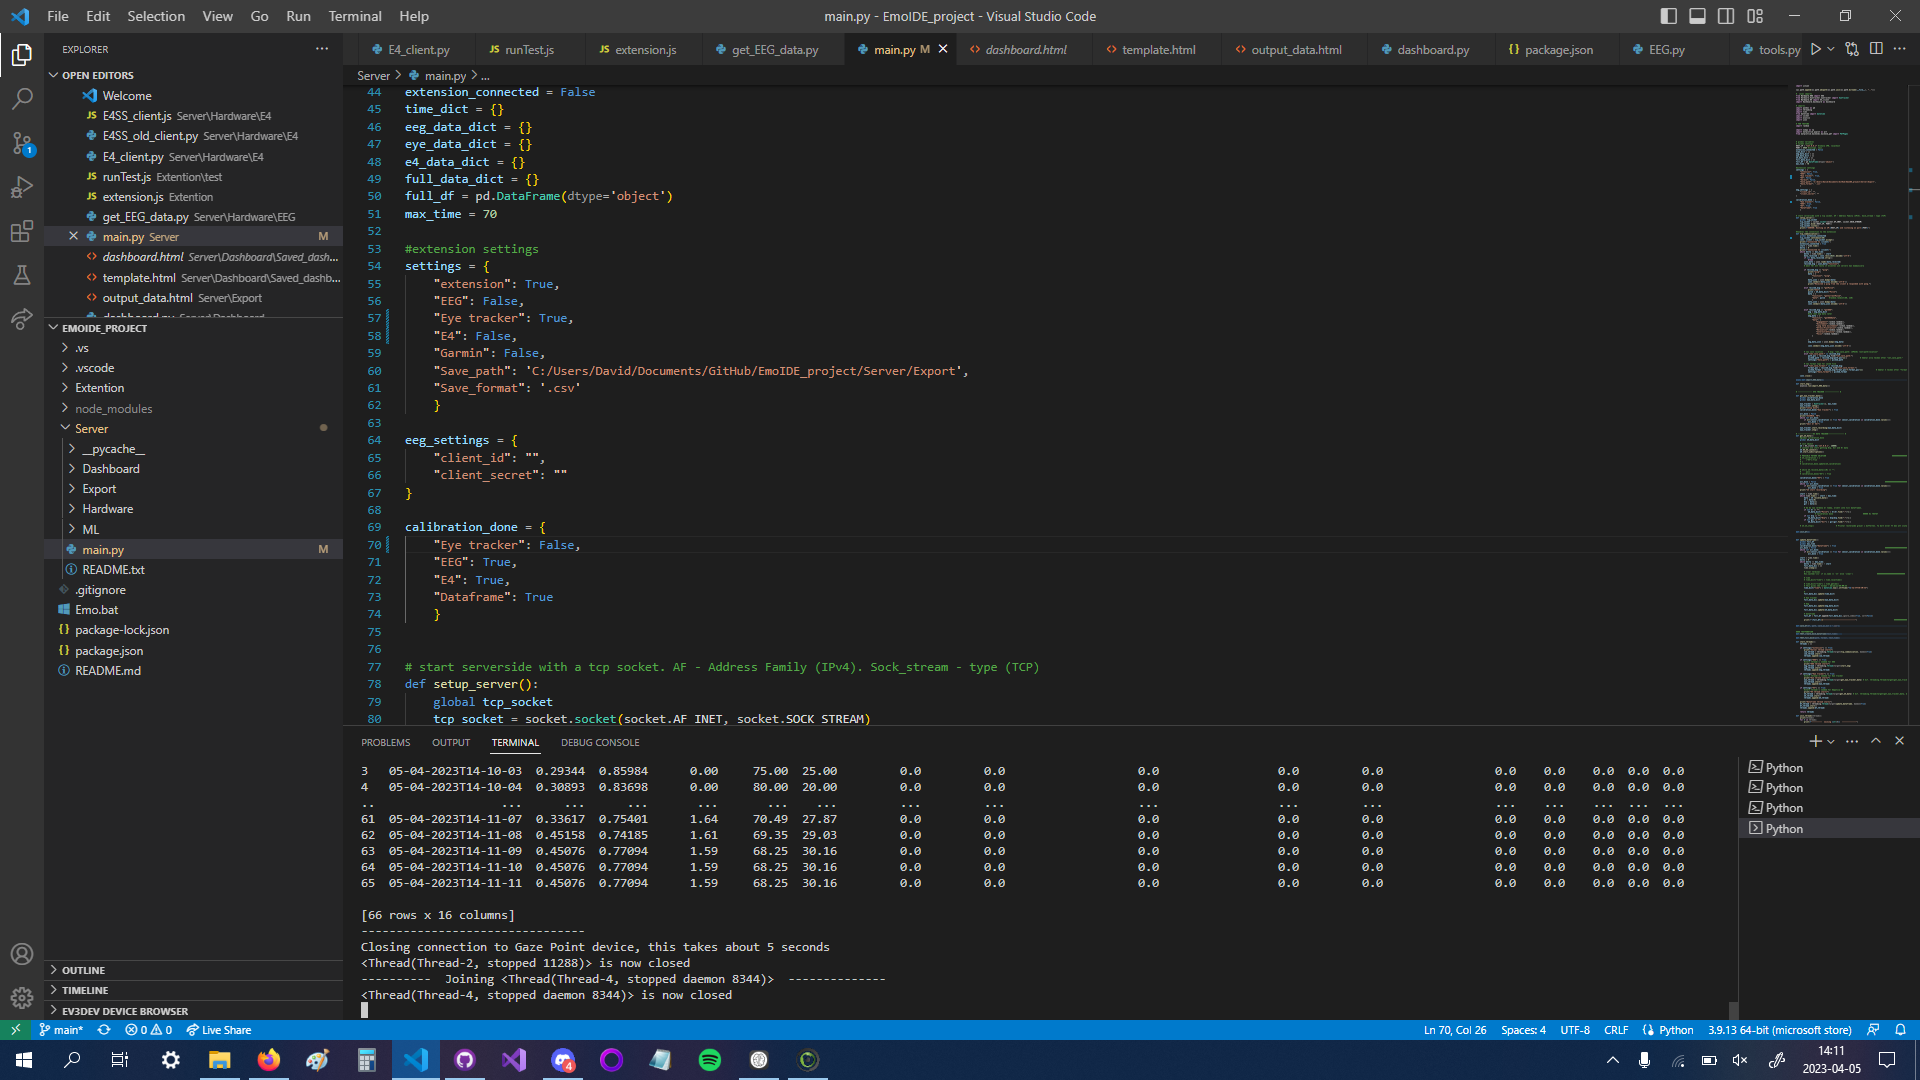 File Edit Selection View Go Run Terminal Help
main.py - EmoIDE_project - Visual Studio Code
EXPLORER
OPEN EDITORS
Welcome
E4SS_client.js Server\Hardware\E4
E4SS_old_client.py Server\Hardware\E4
E4_client.py Server\Hardware\E4
runTest.js Extention\test
extension.js Extention
get_EEG_data.py Server\Hardware\EEG
main.py Server M
dashboard.html Server\Dashboard\Saved_dash...
template.html Server\Dashboard\Saved_dashb...
output_data.html Server\Export
EMOIDE_PROJECT
.vs
.vscode
Extention
node_modules
Server
__pycache__
Dashboard
Export
Hardware
ML
main.py M
README.txt
.gitignore
Emo.bat
package-lock.json
package.json
README.md
OUTLINE
TIMELINE
EV3DEV DEVICE BROWSER
E4_client.py runTest.js extension.js get_EEG_data.py main.py M dashboard.html template.html output_data.html dashboard.py package.json EEG.py tools.py
Server > main.py > ...
44 extension_connected = False
45 time_dict = {}
46 eeg_data_dict = {}
47 eye_data_dict = {}
48 e4_data_dict = {}
49 full_data_dict = {}
50 full_df = pd.DataFrame(dtype='object')
51 max_time = 70
52
53 #extension settings
54 settings = {
55 "extension": True,
56 "EEG": False,
57 "Eye tracker": True,
58 "E4": False,
59 "Garmin": False,
60 "Save_path": 'C:/Users/David/Documents/GitHub/EmoIDE_project/Server/Export',
61 "Save_format": '.csv'
62 }
63
64 eeg_settings = {
65 "client_id": "",
66 "client_secret": ""
67 }
68
69 calibration_done = {
70 "Eye tracker": False,
71 "EEG": True,
72 "E4": True,
73 "Dataframe": True
74 }
75
76
77 # start serverside with a tcp socket. AF - Address Family (IPv4). Sock_stream - type (TCP)
78 def setup_server():
79 global tcp_socket
80 tcp_socket = socket.socket(socket.AF_INET, socket.SOCK_STREAM)
PROBLEMS OUTPUT TERMINAL DEBUG CONSOLE
3 05-04-2023T14-10-03 0.29344 0.85984 0.00 75.00 25.00 0.0 0.0 0.0 0.0 0.0 0.0 0.0 0.0 0.0 0.0
4 05-04-2023T14-10-04 0.30893 0.83698 0.00 80.00 20.00 0.0 0.0 0.0 0.0 0.0 0.0 0.0 0.0 0.0 0.0
.. ... ... ... ... ... ... ... ... ... ... ... ... ... ... ... ...
61 05-04-2023T14-11-07 0.33617 0.75401 1.64 70.49 27.87 0.0 0.0 0.0 0.0 0.0 0.0 0.0 0.0 0.0 0.0
62 05-04-2023T14-11-08 0.45158 0.74185 1.61 69.35 29.03 0.0 0.0 0.0 0.0 0.0 0.0 0.0 0.0 0.0 0.0
63 05-04-2023T14-11-09 0.45076 0.77094 1.59 68.25 30.16 0.0 0.0 0.0 0.0 0.0 0.0 0.0 0.0 0.0 0.0
64 05-04-2023T14-11-10 0.45076 0.77094 1.59 68.25 30.16 0.0 0.0 0.0 0.0 0.0 0.0 0.0 0.0 0.0 0.0
65 05-04-2023T14-11-11 0.45076 0.77094 1.59 68.25 30.16 0.0 0.0 0.0 0.0 0.0 0.0 0.0 0.0 0.0 0.0
[66 rows x 16 columns]
--------------------------------
Closing connection to Gaze Point device, this takes about 5 seconds
<Thread(Thread-2, stopped 11288)> is now closed
---------- Joining <Thread(Thread-4, stopped daemon 8344)> --------------
<Thread(Thread-4, stopped daemon 8344)> is now closed
Python
Python
Python
Python
main* 0 0 Live Share
Ln 70, Col 26 Spaces: 4 UTF-8 CRLF Python 3.9.13 64-bit (microsoft store)
14:11
2023-04-05